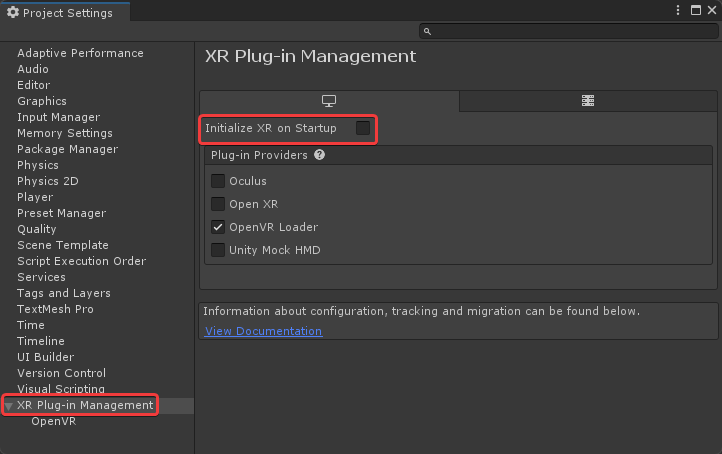 Project Settings
Adaptive Performance
Audio
Editor
Graphics
Input Manager
Memory Settings
Package Manager
Physics
Physics 2D
Player
Preset Manager
Quality
Scene Template
Script Execution Order
Services
Tags and Layers
TextMesh Pro
Time
Timeline
UI Builder
Version Control
Visual Scripting
XR Plug-in Management
OpenVR
XR Plug-in Management
Initialize XR on Startup
Plug-in Providers
Oculus
Open XR
OpenVR Loader
Unity Mock HMD
Information about configuration, tracking and migration can be found below.
View Documentation